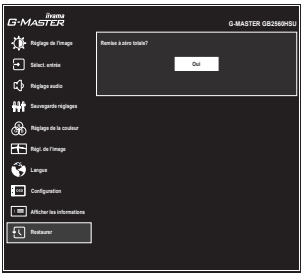 iiyama
G-MASTER
G-MASTER GB2560HSU
Réglage de l'image
Remise à zéro totale?
Sélect. entrée
Oui
Réglage audio
Sauvegarde réglages
Réglage de la couleur
Régl. de l'image
Langue
OSD
Configuration
Afficher les informations
Restaurer